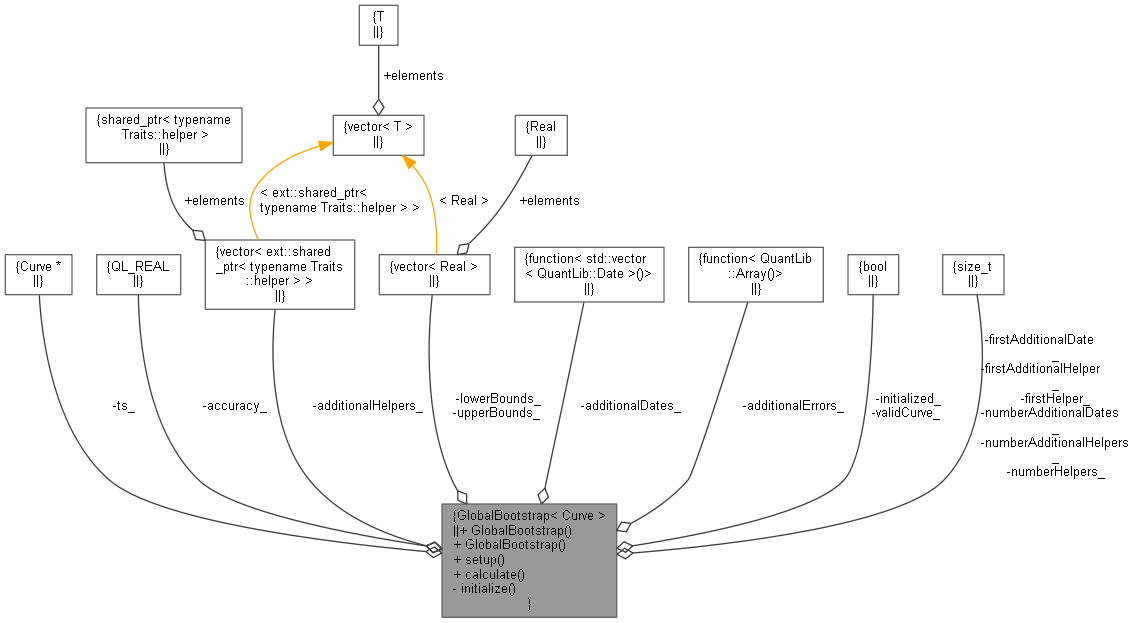 {T
||}
+elements
{shared_ptr< typename
Traits::helper >
||}
{vector< T >
||}
{Real
||}
+elements
< ext::shared_ptr<
typename Traits::helper > >
< Real >
+elements
{Curve *
||}
{QL_REAL
||}
{vector< ext::shared
_ptr< typename Traits
::helper > >
||}
{vector< Real >
||}
{function< std::vector
< QuantLib::Date >()>
||}
{function< QuantLib
::Array()>
||}
{bool
||}
{size_t
||}
-ts_
-accuracy_
-additionalHelpers_
-lowerBounds_
-upperBounds_
-additionalDates_
-additionalErrors_
-initialized_
-validCurve_
-firstAdditionalDate
_
-firstAdditionalHelper
_
-firstHelper_
-numberAdditionalDates
_
-numberAdditionalHelpers
_
-numberHelpers_
{GlobalBootstrap< Curve >
||+ GlobalBootstrap()
+ GlobalBootstrap()
+ setup()
+ calculate()
- initialize()
}